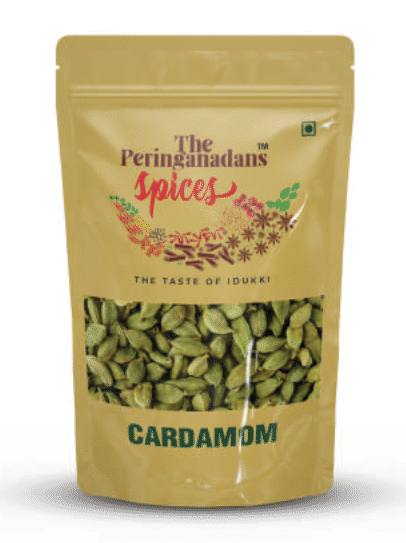 The
Peringanadans™
spices
THE TASTE OF IDUKKI
CARDAMOM